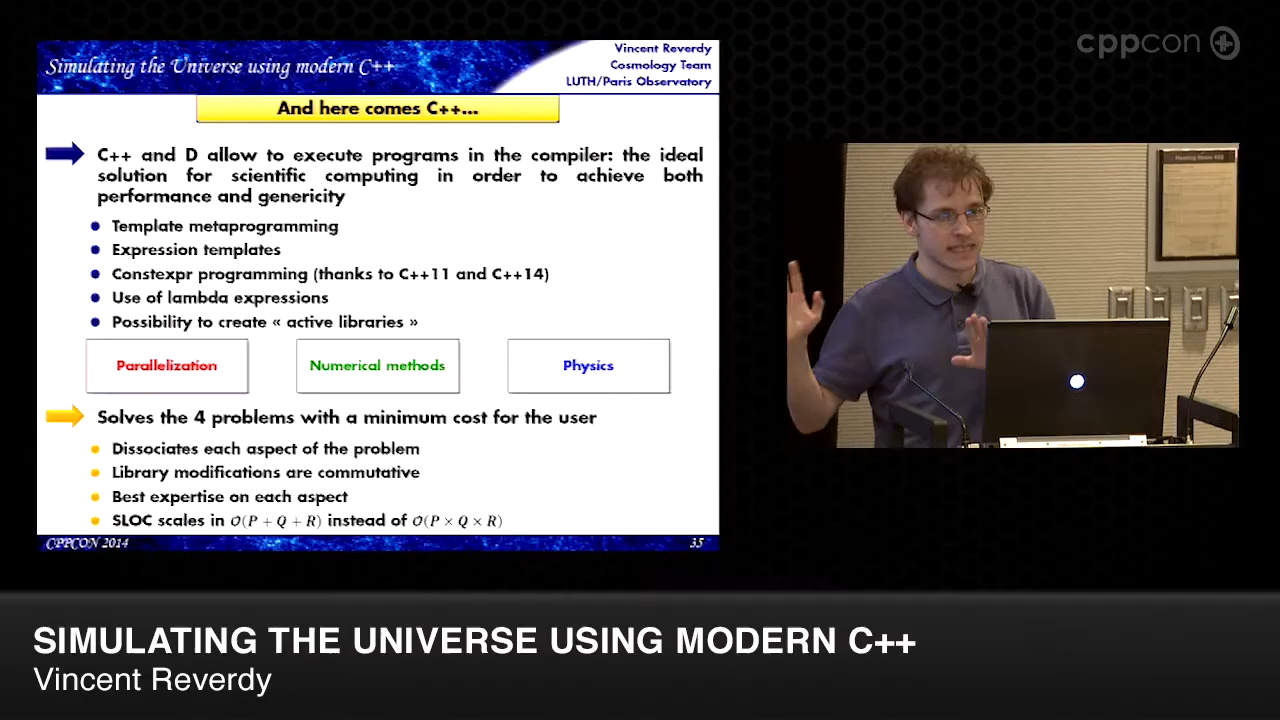 cppcon
Simulating the Universe using modern C++
Vincent Reverdy
Cosmology Team
LUTH/Paris Observatory
And here comes C++...
C++ and D allow to execute programs in the compiler: the ideal
solution for scientific computing in order to achieve both
performance and genericity
Template metaprogramming
Expression templates
Constexpr programming (thanks to C++11 and C++14)
Use of lambda expressions
Possibility to create « active libraries »
Parallelization
Numerical methods
Physics
Solves the 4 problems with a minimum cost for the user
Dissociates each aspect of the problem
Library modifications are commutative
Best expertise on each aspect
SLOC scales in O(P + Q + R) instead of O(P × Q × R)
CPPCON 2014
35
SIMULATING THE UNIVERSE USING MODERN C++
Vincent Reverdy